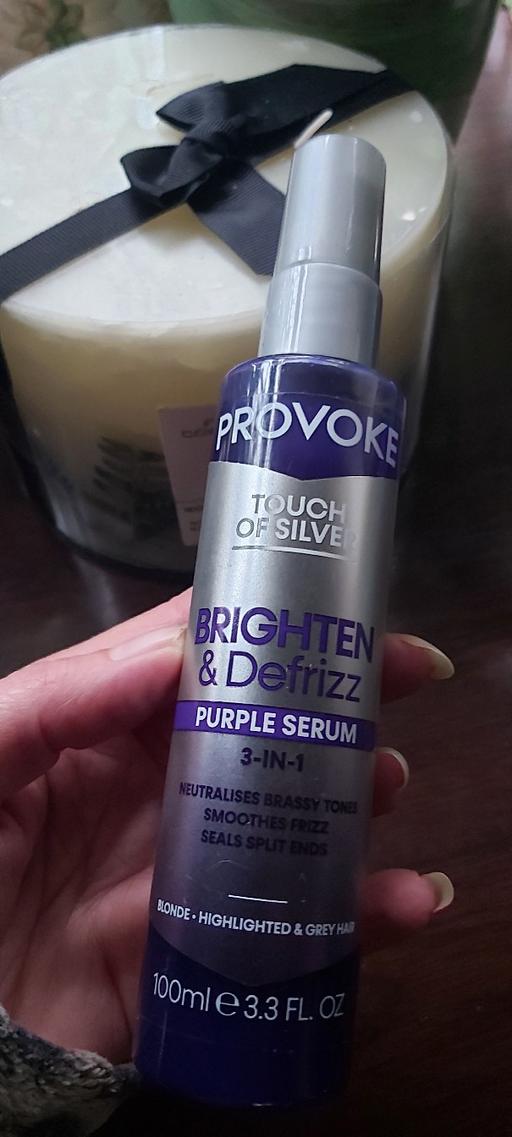 PROVOKE
TOUCH
OF SILVER
BRIGHTEN
& Defrizz
PURPLE SERUM
3-IN-1
NEUTRALISES BRASSY TONES
SMOOTHES FRIZZ
SEALS SPLIT ENDS
BLONDE • HIGHLIGHTED & GREY HAIR
100ml e 3.3 FL. OZ